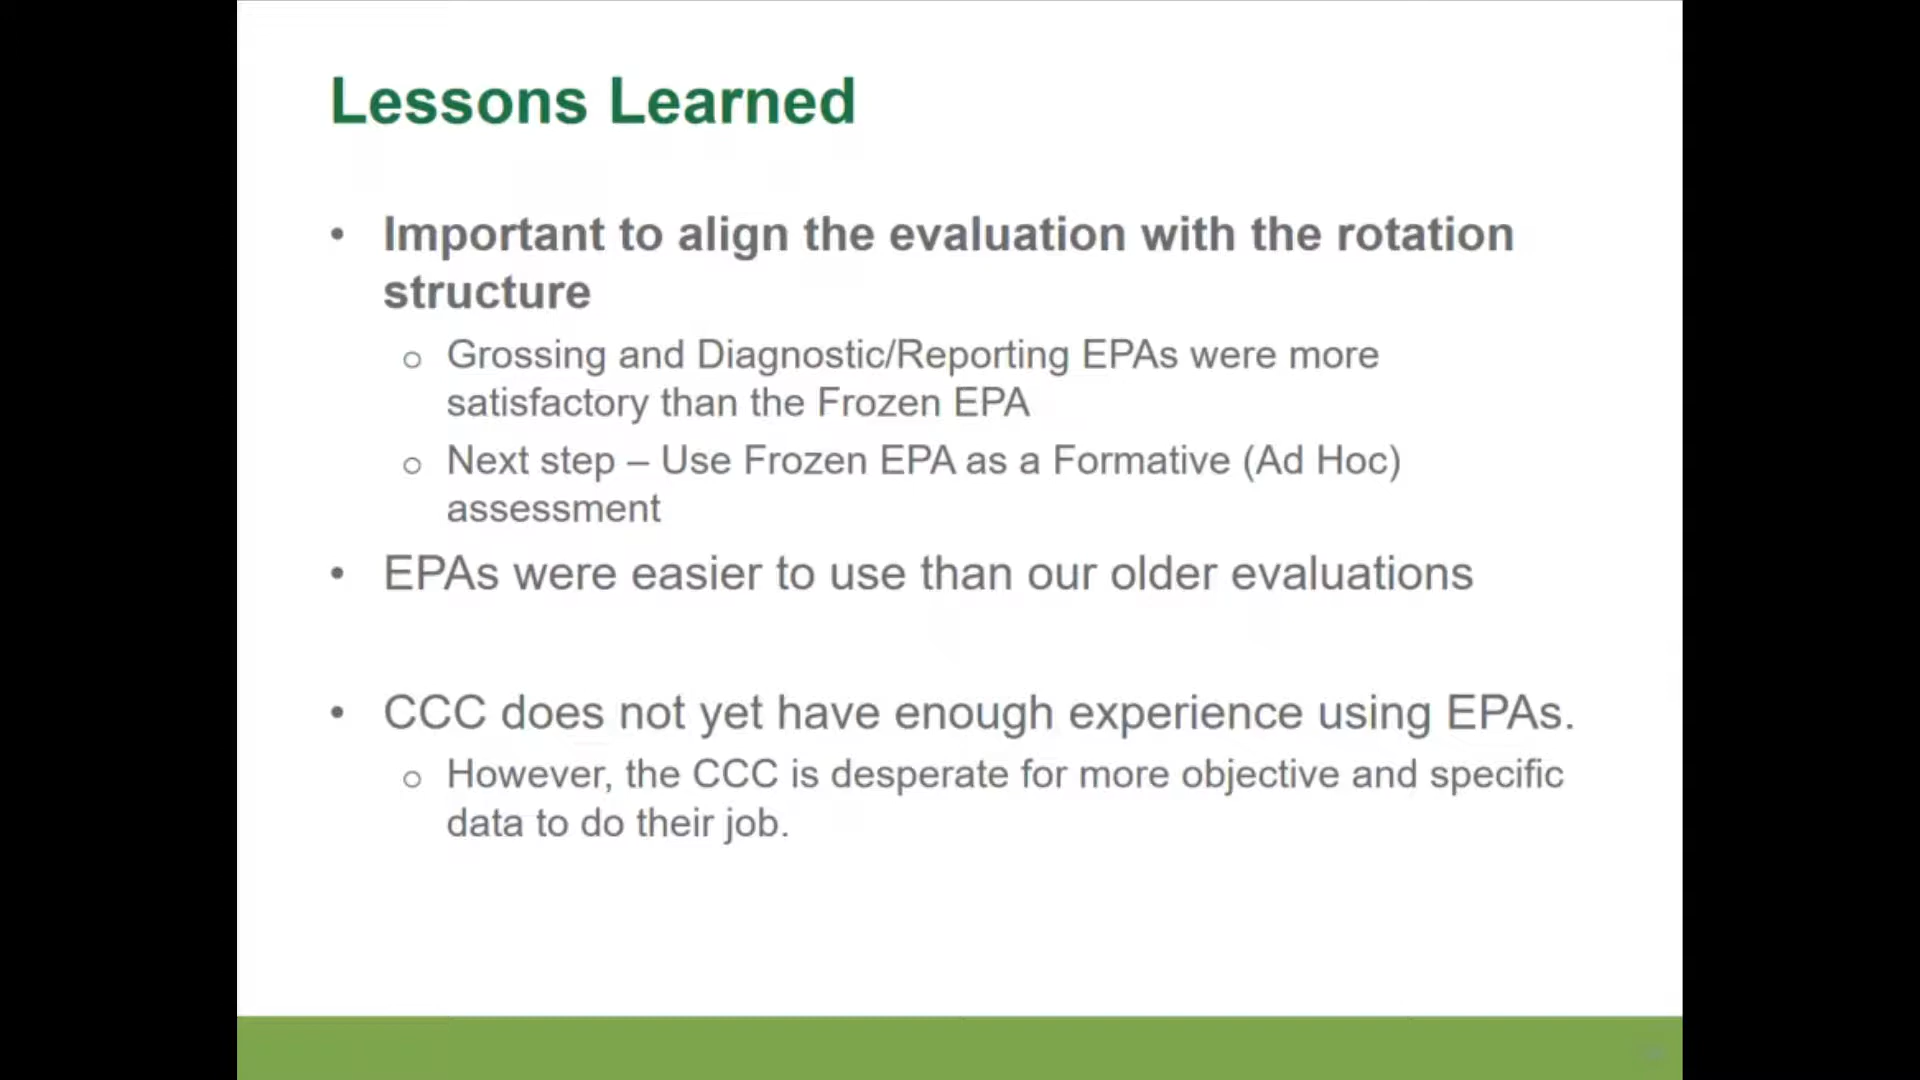 Lessons Learned
• Important to align the evaluation with the rotation
structure
o Grossing and Diagnostic/Reporting EPAs were more
satisfactory than the Frozen EPA
o Next step – Use Frozen EPA as a Formative (Ad Hoc)
assessment
• EPAs were easier to use than our older evaluations
• CCC does not yet have enough experience using EPAs.
o However, the CCC is desperate for more objective and specific
data to do their job.